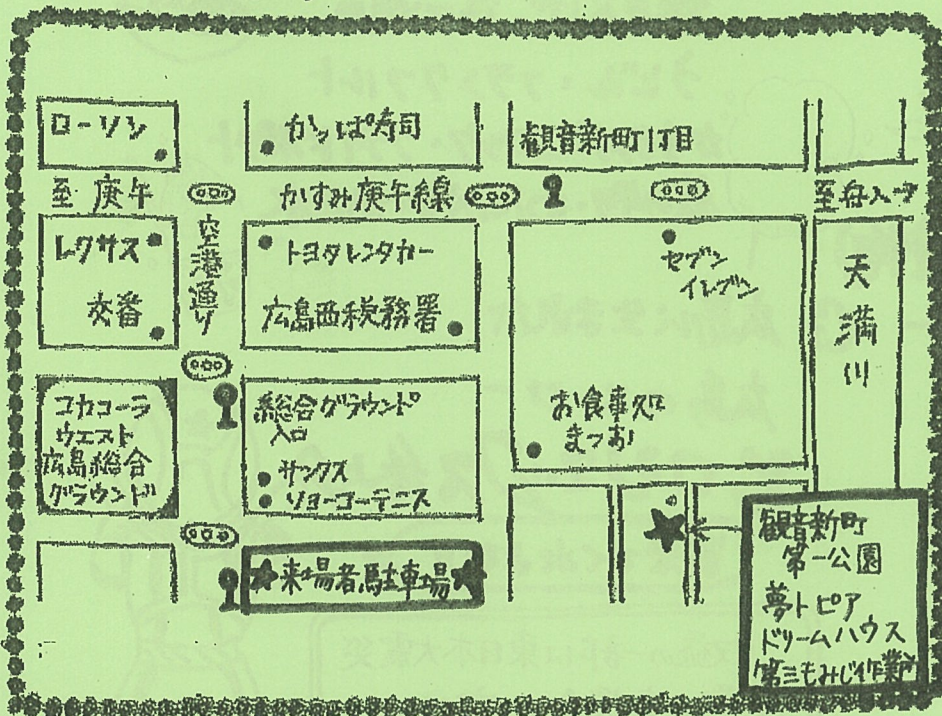 ローソン
かっぱ寿司
観音新町1丁目
至 庚午
かすみ庚午線
至 舟入→
レクサス
交番
空港通り
トヨタレンタカー
広島西税務署
セブン
イレブン
天満川
コカコーラ
ウエスト
広島総合
グラウンド
総合グラウンド
入口
サンクス
リョーコーテニス
お食事処
まつお
☆来場者駐車場☆
観音新町
第一公園
夢トピア
ドリームハウス
第三もみじ作業所